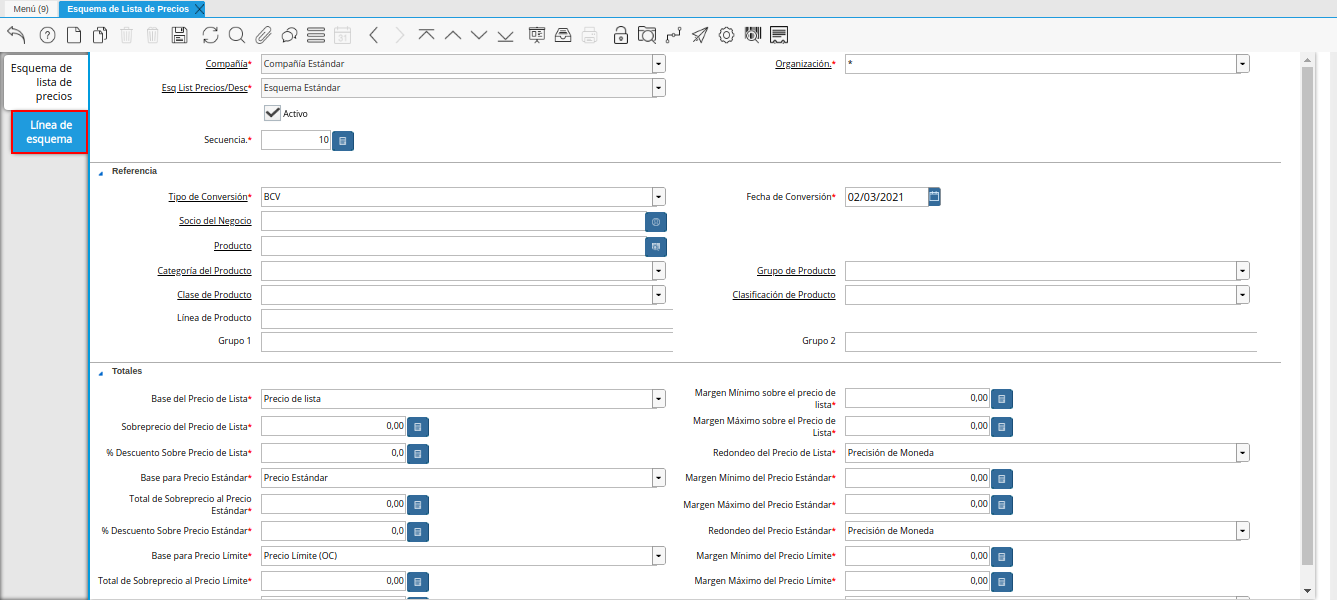 Menú (9)
Esquema de Lista de Precios
Esquema de
lista de
precios
Línea de
esquema
Compañía* Compañía Estándar
Organización.* *
Esq List Precios/Desc* Esquema Estándar
Activo
Secuencia.* 10
Referencia
Tipo de Conversión* BCV
Fecha de Conversión* 02/03/2021
Socio del Negocio
Producto
Categoría del Producto
Grupo de Producto
Clase de Producto
Clasificación de Producto
Línea de Producto
Grupo 1
Grupo 2
Totales
Base del Precio de Lista* Precio de lista
Margen Mínimo sobre el precio de
lista* 0,00
Sobreprecio del Precio de Lista* 0,00
Margen Máximo sobre el Precio de
Lista* 0,00
% Descuento Sobre Precio de Lista* 0,0
Redondeo del Precio de Lista* Precisión de Moneda
Base para Precio Estándar* Precio Estándar
Margen Mínimo del Precio Estándar* 0,00
Total de Sobreprecio al Precio
Estándar* 0,00
Margen Máximo del Precio Estándar* 0,00
% Descuento Sobre Precio Estándar* 0,0
Redondeo del Precio Estándar* Precisión de Moneda
Base para Precio Límite* Precio Límite (OC)
Margen Mínimo del Precio Límite* 0,00
Total de Sobreprecio al Precio Límite* 0,00
Margen Máximo del Precio Límite* 0,00